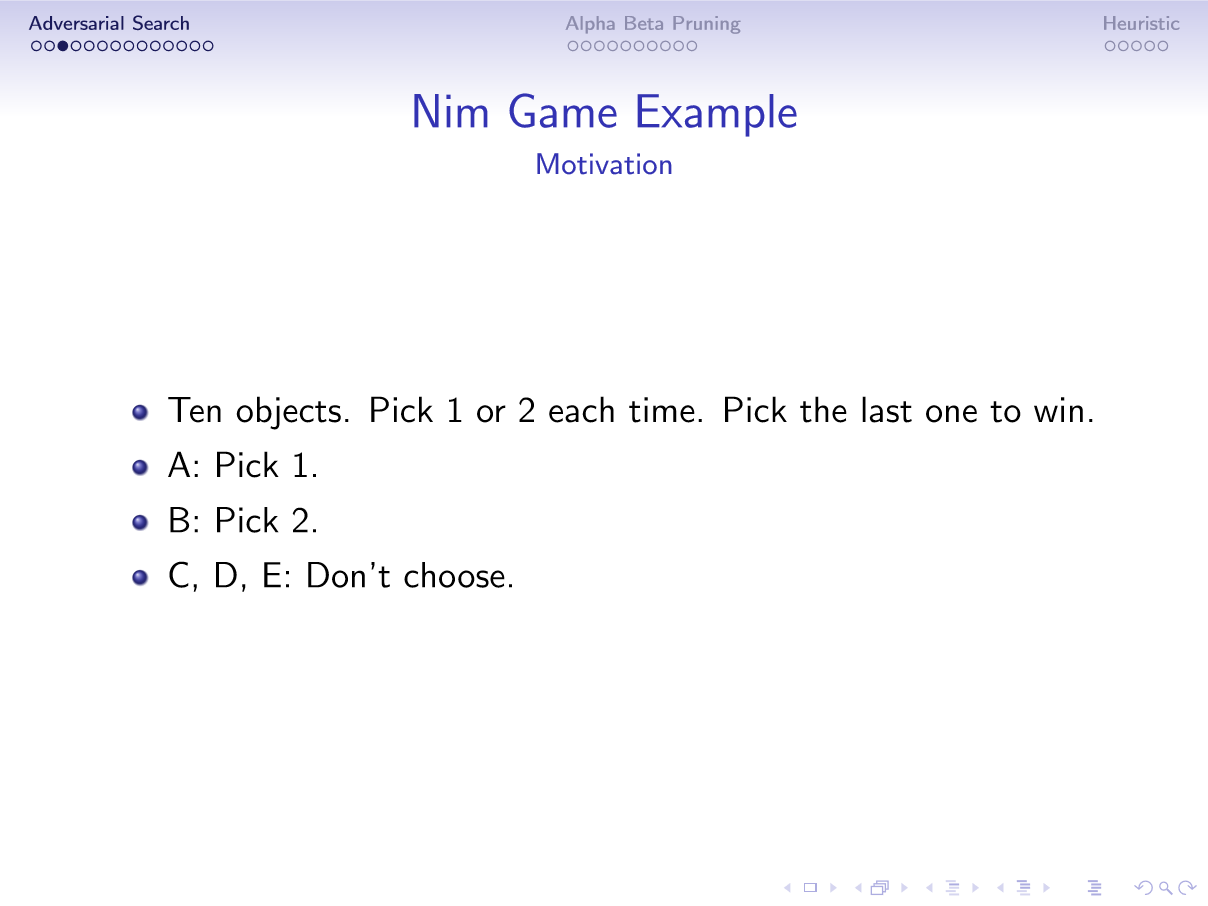 Adversarial Search
Alpha Beta Pruning
Heuristic
Nim Game Example
Motivation
Ten objects. Pick 1 or 2 each time. Pick the last one to win.
A: Pick 1.
B: Pick 2.
C, D, E: Don't choose.